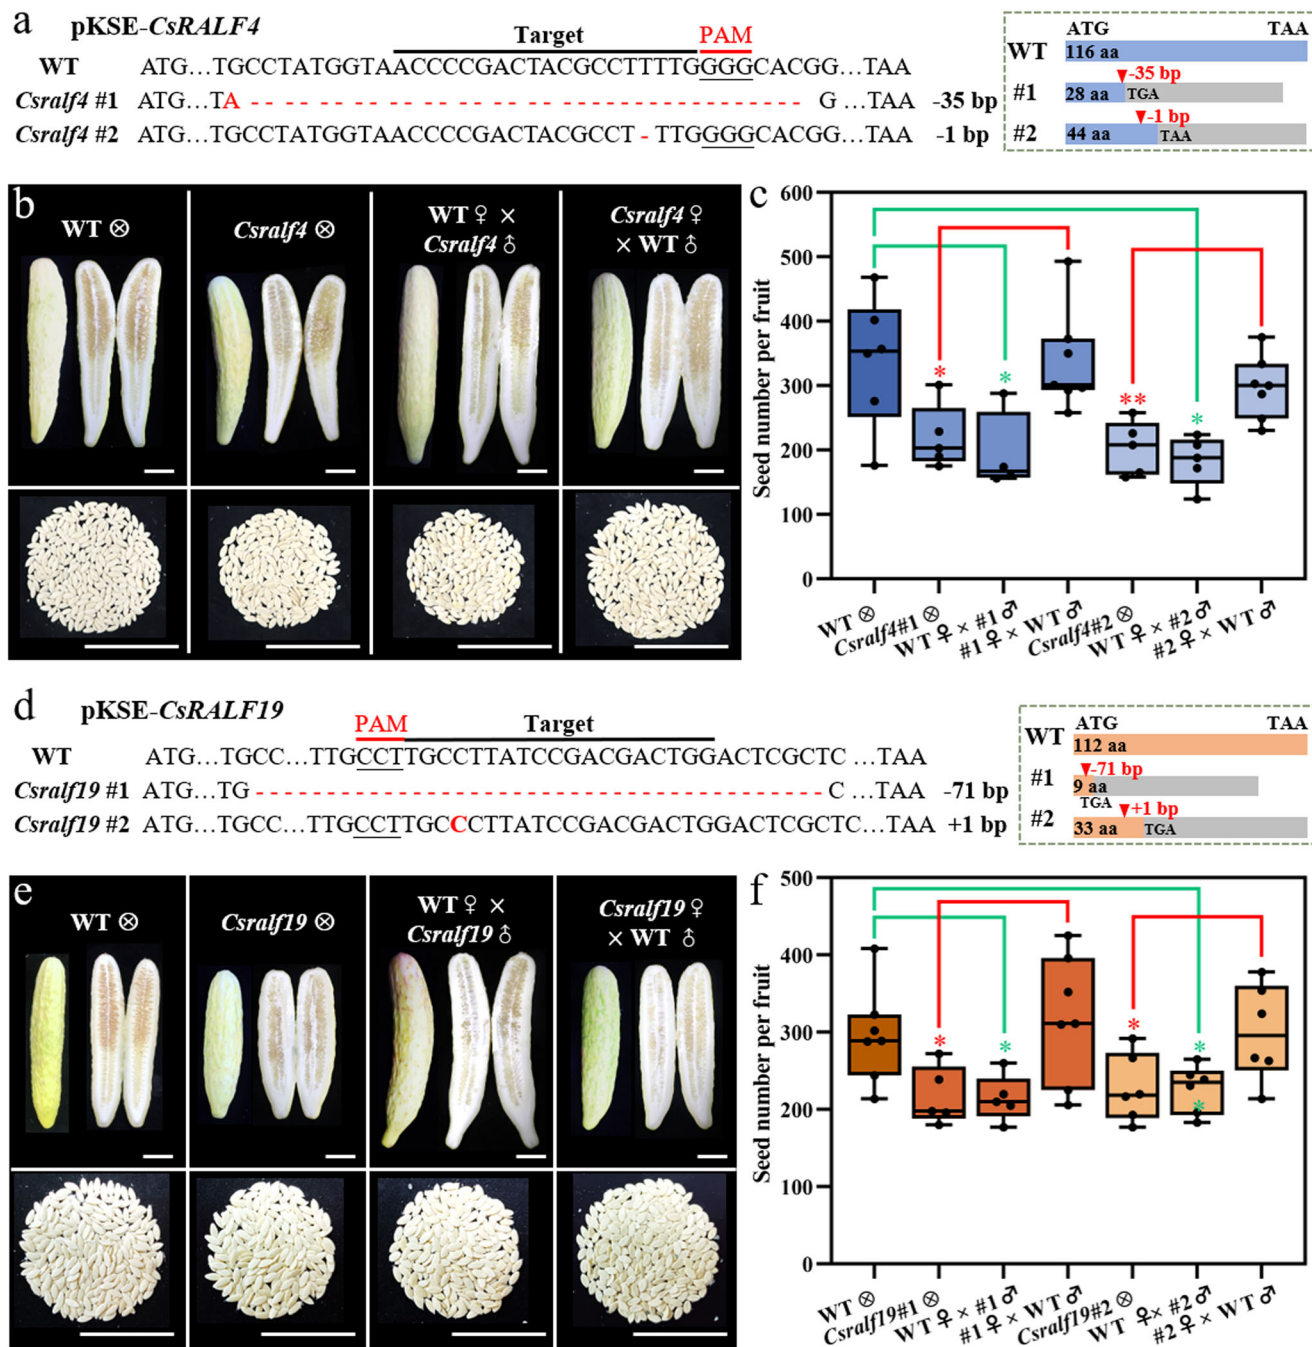 a pKSE-CsRALF4
Target PAM
WT ATG...TGCCTATGGTAACCCCGACTACGCCTTTTGGGGCACGG...TAA
Csralf4 #1 ATG...TA - - - - - - - - - - - - - - - - - - - - - - - - - - - - - - - - - - G ...TAA -35 bp
Csralf4 #2 ATG...TGCCTATGGTAACCCCGACTACGCCT - TTGGGGCACGG...TAA -1 bp
ATG TAA
WT 116 aa
-35 bp
#1 28 aa TGA
-1 bp
#2 44 aa TAA
b
WT ⊗
Csralf4 ⊗
WT ♀ ×
Csralf4 ♂
Csralf4 ♀
× WT ♂
c
Seed number per fruit
600
500
400
300
200
100
0
* * ** *
WT ⊗
Csralf4#1 ⊗
WT ♀ × #1 ♂
#1 ♀ × WT ♂
Csralf4#2 ⊗
WT ♀ × #2 ♂
#2 ♀ × WT ♂
d pKSE-CsRALF19
PAM Target
WT ATG...TGCC...TTGCCTTGCCTTATCCGACGACTGGACTCGCTC ...TAA
Csralf19 #1 ATG...TG - - - - - - - - - - - - - - - - - - - - - - - - - - - - - - - - - - C ...TAA -71 bp
Csralf19 #2 ATG...TGCC...TTGCCTTGCCCTTATCCGACGACTGGACTCGCTC ...TAA +1 bp
ATG TAA
WT 112 aa
-71 bp
#1 9 aa
TGA
+1 bp
#2 33 aa TGA
e
WT ⊗
Csralf19 ⊗
WT ♀ ×
Csralf19 ♂
Csralf19 ♀
× WT ♂
f
Seed number per fruit
500
400
300
200
100
0
* * * *
*
WT ⊗
Csralf19#1 ⊗
WT ♀ × #1 ♂
#1 ♀ × WT ♂
Csralf19#2 ⊗
WT ♀× #2 ♂
#2 ♀ × WT ♂